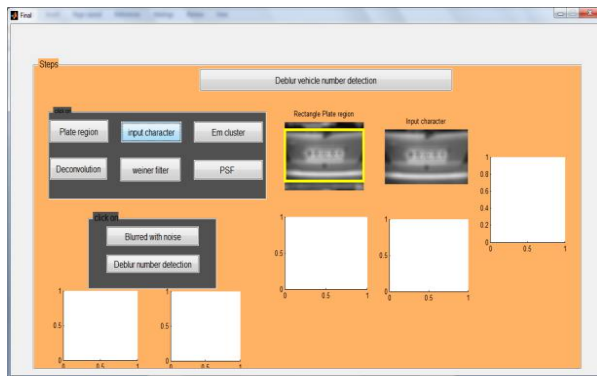 Final
Steps
Deblur vehicle number detection
Plate region
input character
Em cluster
Deconvolution
weiner filter
PSF
Rectangle Plate region
Input character
click on
Blurred with noise
Deblur number detection
1
0.8
0.6
0.4
0.2
0
0 0.5 1
1
0.5
0
0 0.5 1
1
0.5
0
0 0.5 1
1
0.5
0
1
0.5
0